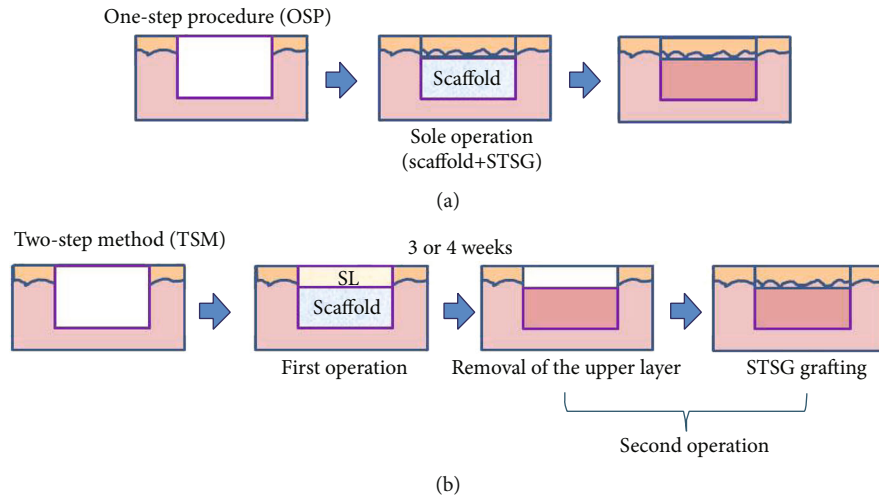 One-step procedure (OSP)
Scaffold
Sole operation
(scaffold+STSG)
(a)
Two-step method (TSM)
3 or 4 weeks
SL
Scaffold
First operation
Removal of the upper layer
STSG grafting
Second operation
(b)